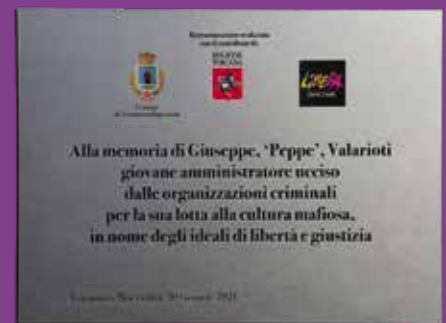 REGIONE
TOSCANA
LIBERA
Alla memoria di Giuseppe, 'Peppe', Valarioti
giovane amministratore ucciso
dalle organizzazioni criminali
per la sua lotta alla cultura mafiosa,
in nome degli ideali di libertà e giustizia